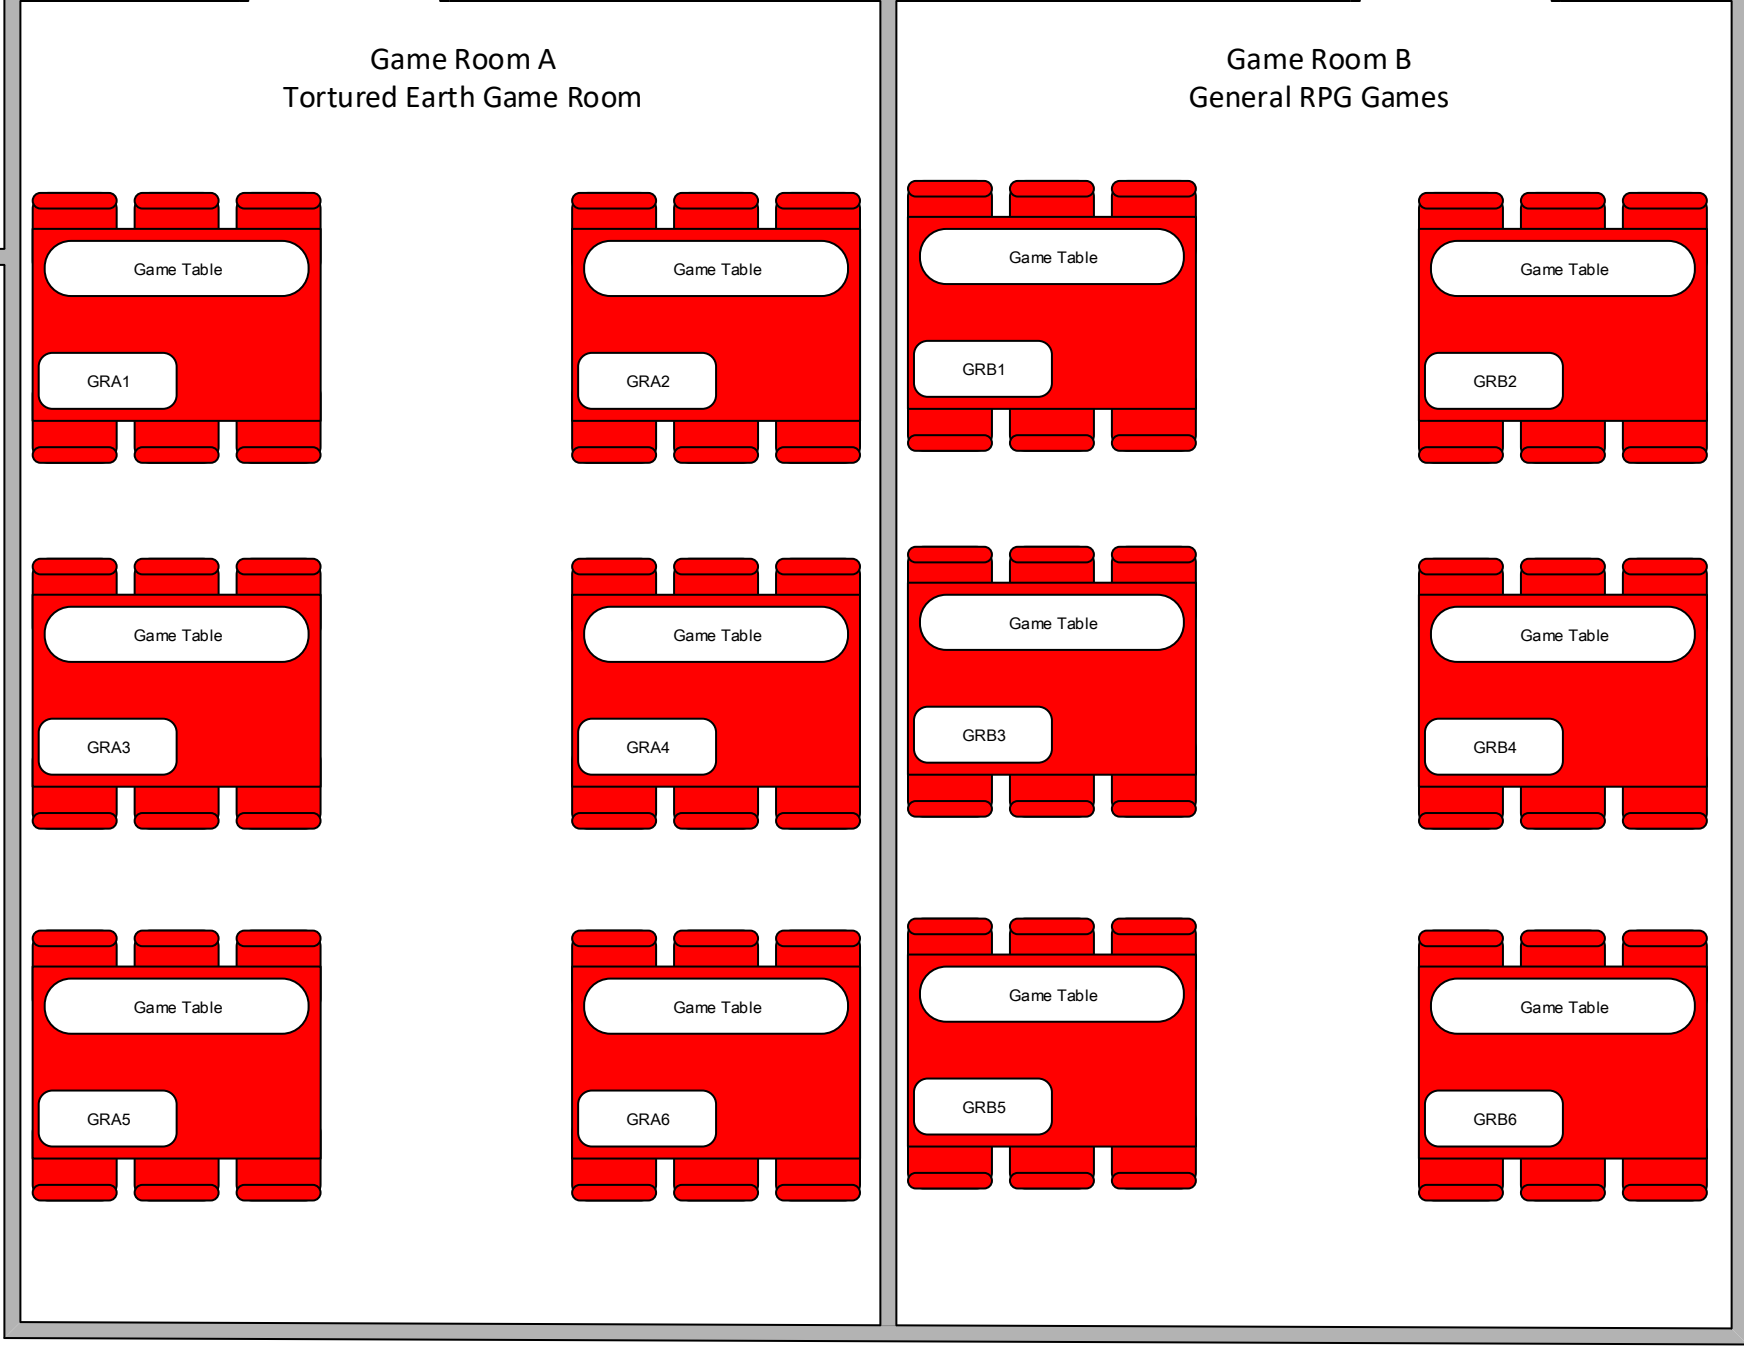 Game Room A
Tortured Earth Game Room
Game Room B
General RPG Games
Game Table
GRA1
Game Table
GRA2
Game Table
GRB1
Game Table
GRB2
Game Table
GRA3
Game Table
GRA4
Game Table
GRB3
Game Table
GRB4
Game Table
GRA5
Game Table
GRA6
Game Table
GRB5
Game Table
GRB6